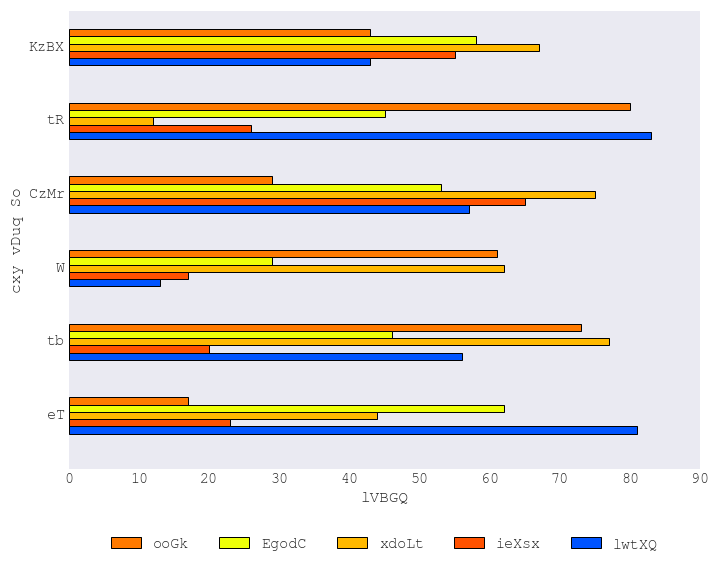 KzBX
tR
CzMr
W
tb
eT
cxy vDuq So
0 10 20 30 40 50 60 70 80 90
lVBGQ
ooGk EgodC xdoLt ieXsx lwtXQ